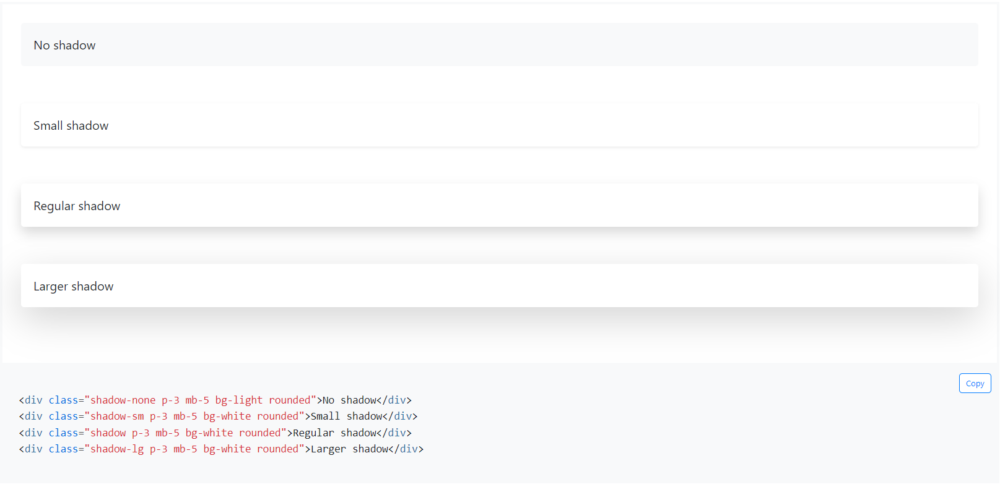 No shadow
Small shadow
Regular shadow
Larger shadow
Copy
<div class="shadow-none p-3 mb-5 bg-light rounded">No shadow</div>
<div class="shadow-sm p-3 mb-5 bg-white rounded">Small shadow</div>
<div class="shadow p-3 mb-5 bg-white rounded">Regular shadow</div>
<div class="shadow-lg p-3 mb-5 bg-white rounded">Larger shadow</div>